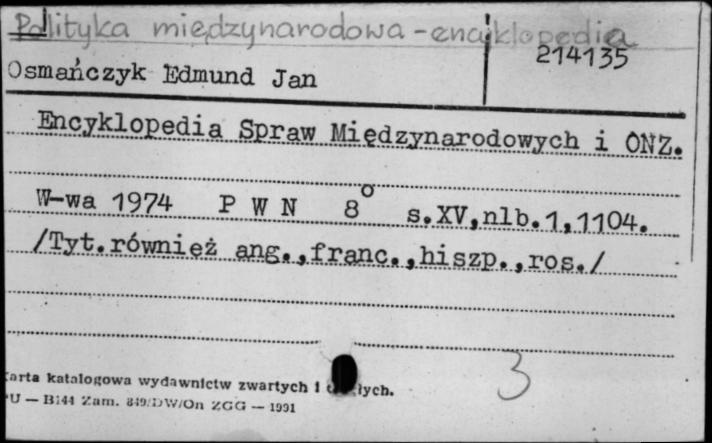 Polityka międzynarodowa - encyklopedia
214135
Osmańczyk Edmund Jan
Encyklopedia Spraw Międzynarodowych i ONZ.
W-wa 1974 P W N 8° s.XV,nlb.1,1104.
/Tyt.również ang.,franc.,hiszp.,ros./
3
arta katalogowa wydawnictw zwartych i
U — B144 Zam. 849/DW/On ZGG — 1991